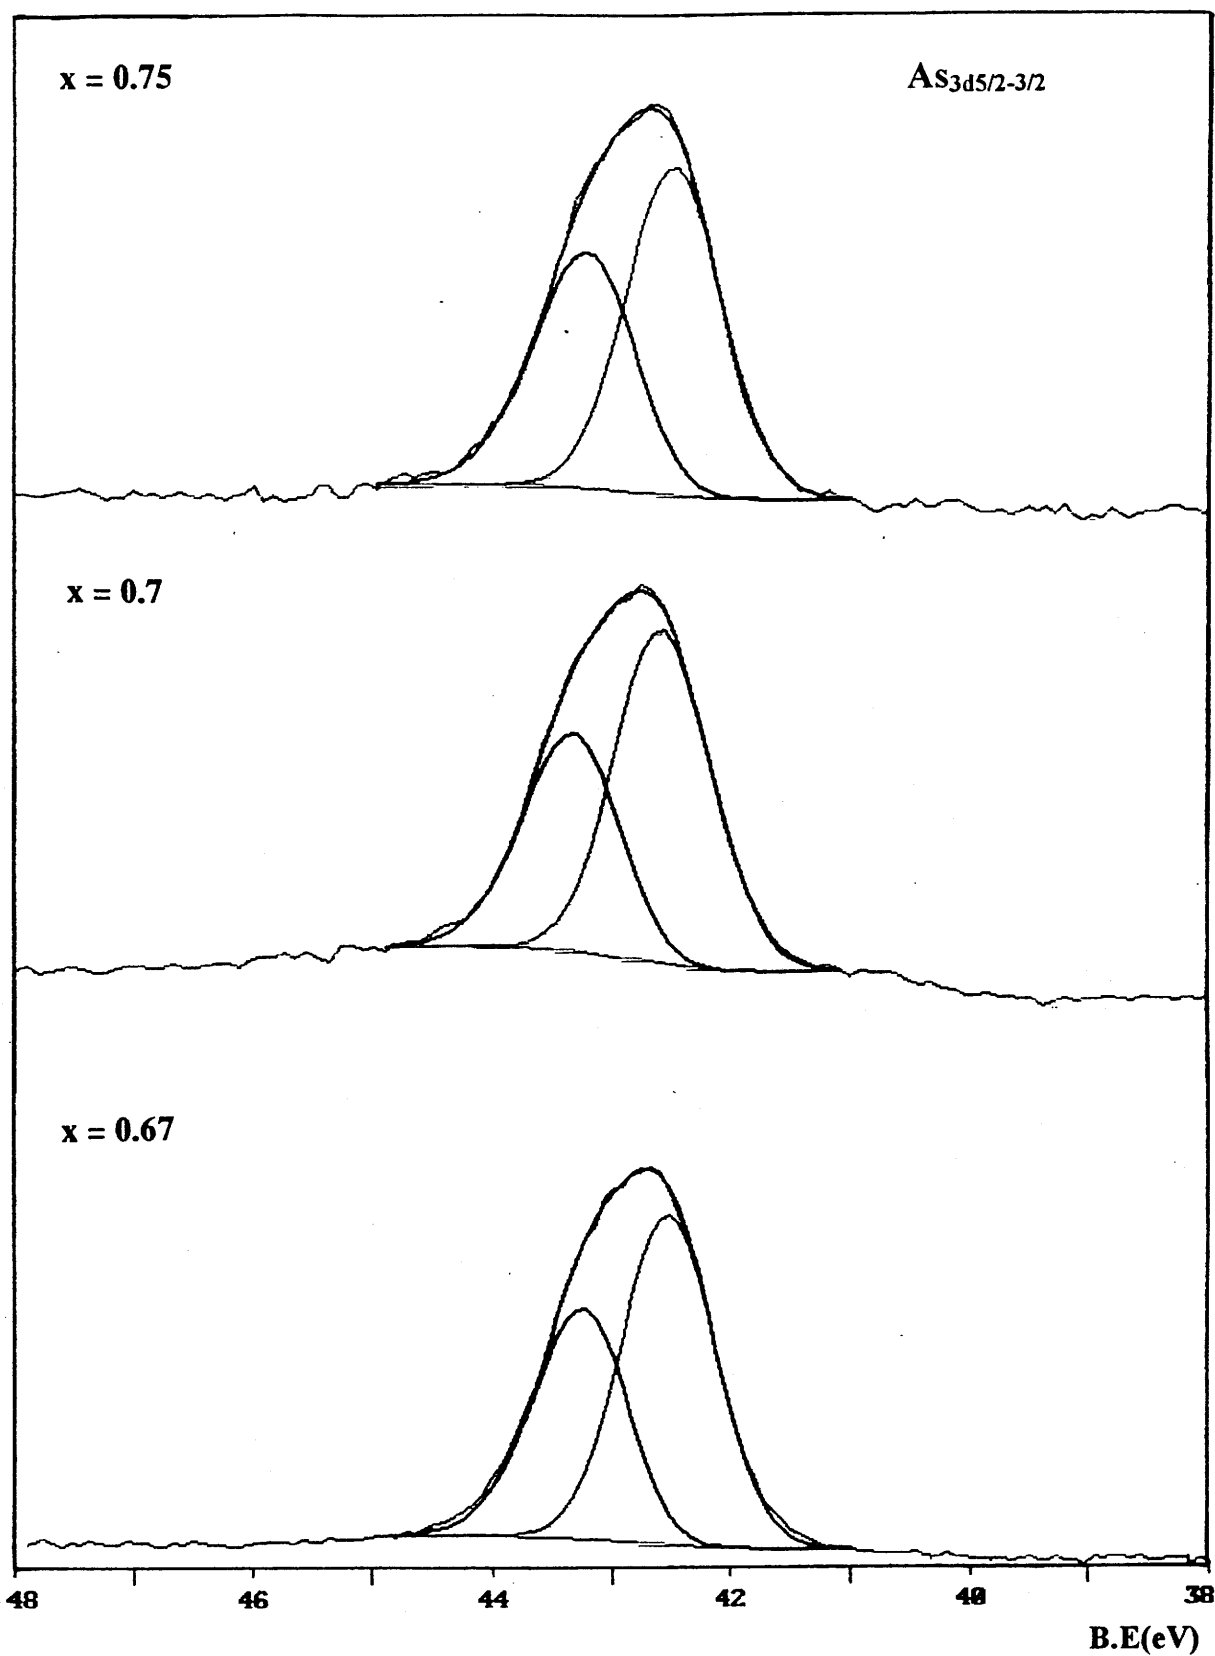 x = 0.75
As3d5/2-3/2
x = 0.7
x = 0.67
48 46 44 42 40 38
B.E(eV)